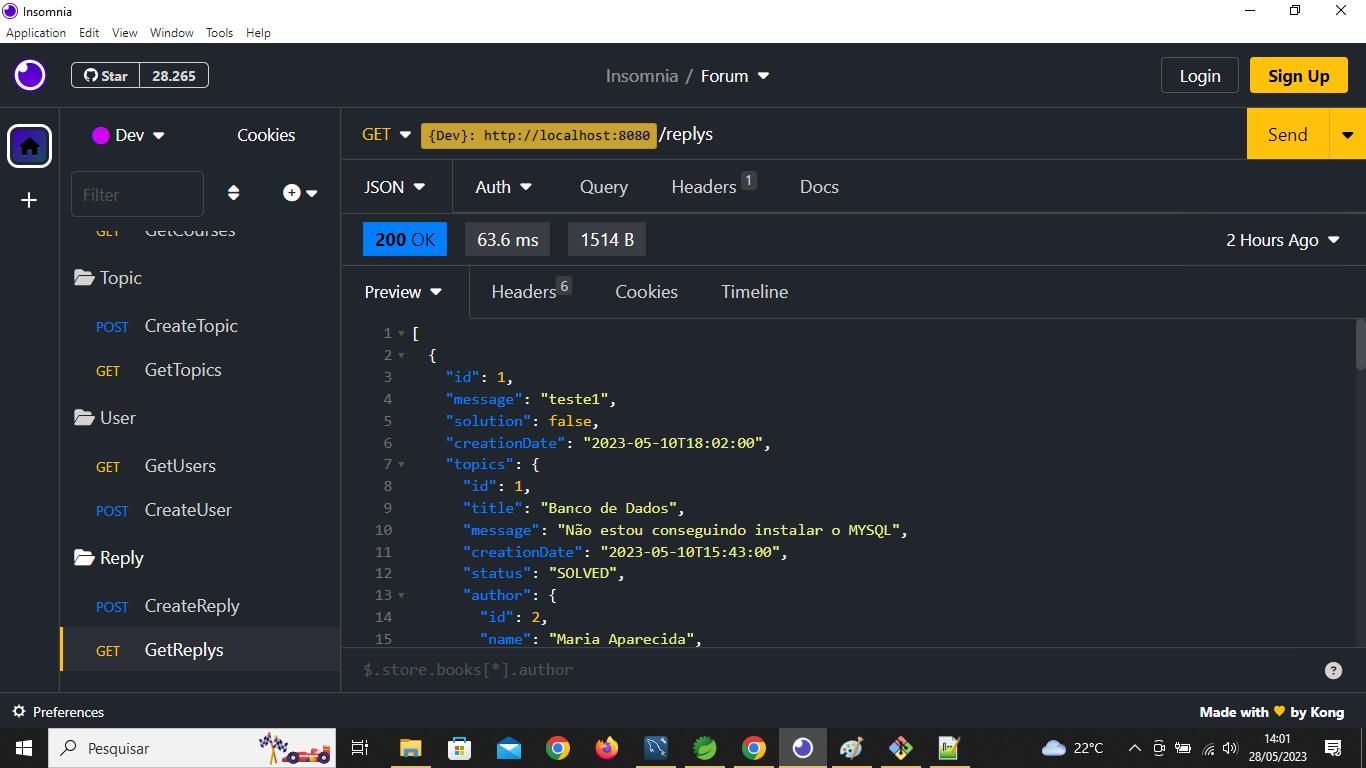 Insomnia
Application Edit View Window Tools Help
Star 28.265
Insomnia / Forum
Login
Sign Up
Dev
Cookies
GET {Dev}: http://localhost:8080 /replys
Send
Filter
JSON Auth Query Headers 1 Docs
200 OK 63.6 ms 1514 B
2 Hours Ago
GET GetCourses
Topic
POST CreateTopic
GET GetTopics
User
GET GetUsers
POST CreateUser
Reply
POST CreateReply
GET GetReplys
Preview Headers 6 Cookies Timeline
1 [
2 {
3 "id": 1,
4 "message": "teste1",
5 "solution": false,
6 "creationDate": "2023-05-10T18:02:00",
7 "topics": {
8 "id": 1,
9 "title": "Banco de Dados",
10 "message": "Não estou conseguindo instalar o MYSQL",
11 "creationDate": "2023-05-10T15:43:00",
12 "status": "SOLVED",
13 "author": {
14 "id": 2,
15 "name": "Maria Aparecida",
$.store.books[*].author
?
Preferences
Made with by Kong
Pesquisar
22°C
14:01
28/05/2023